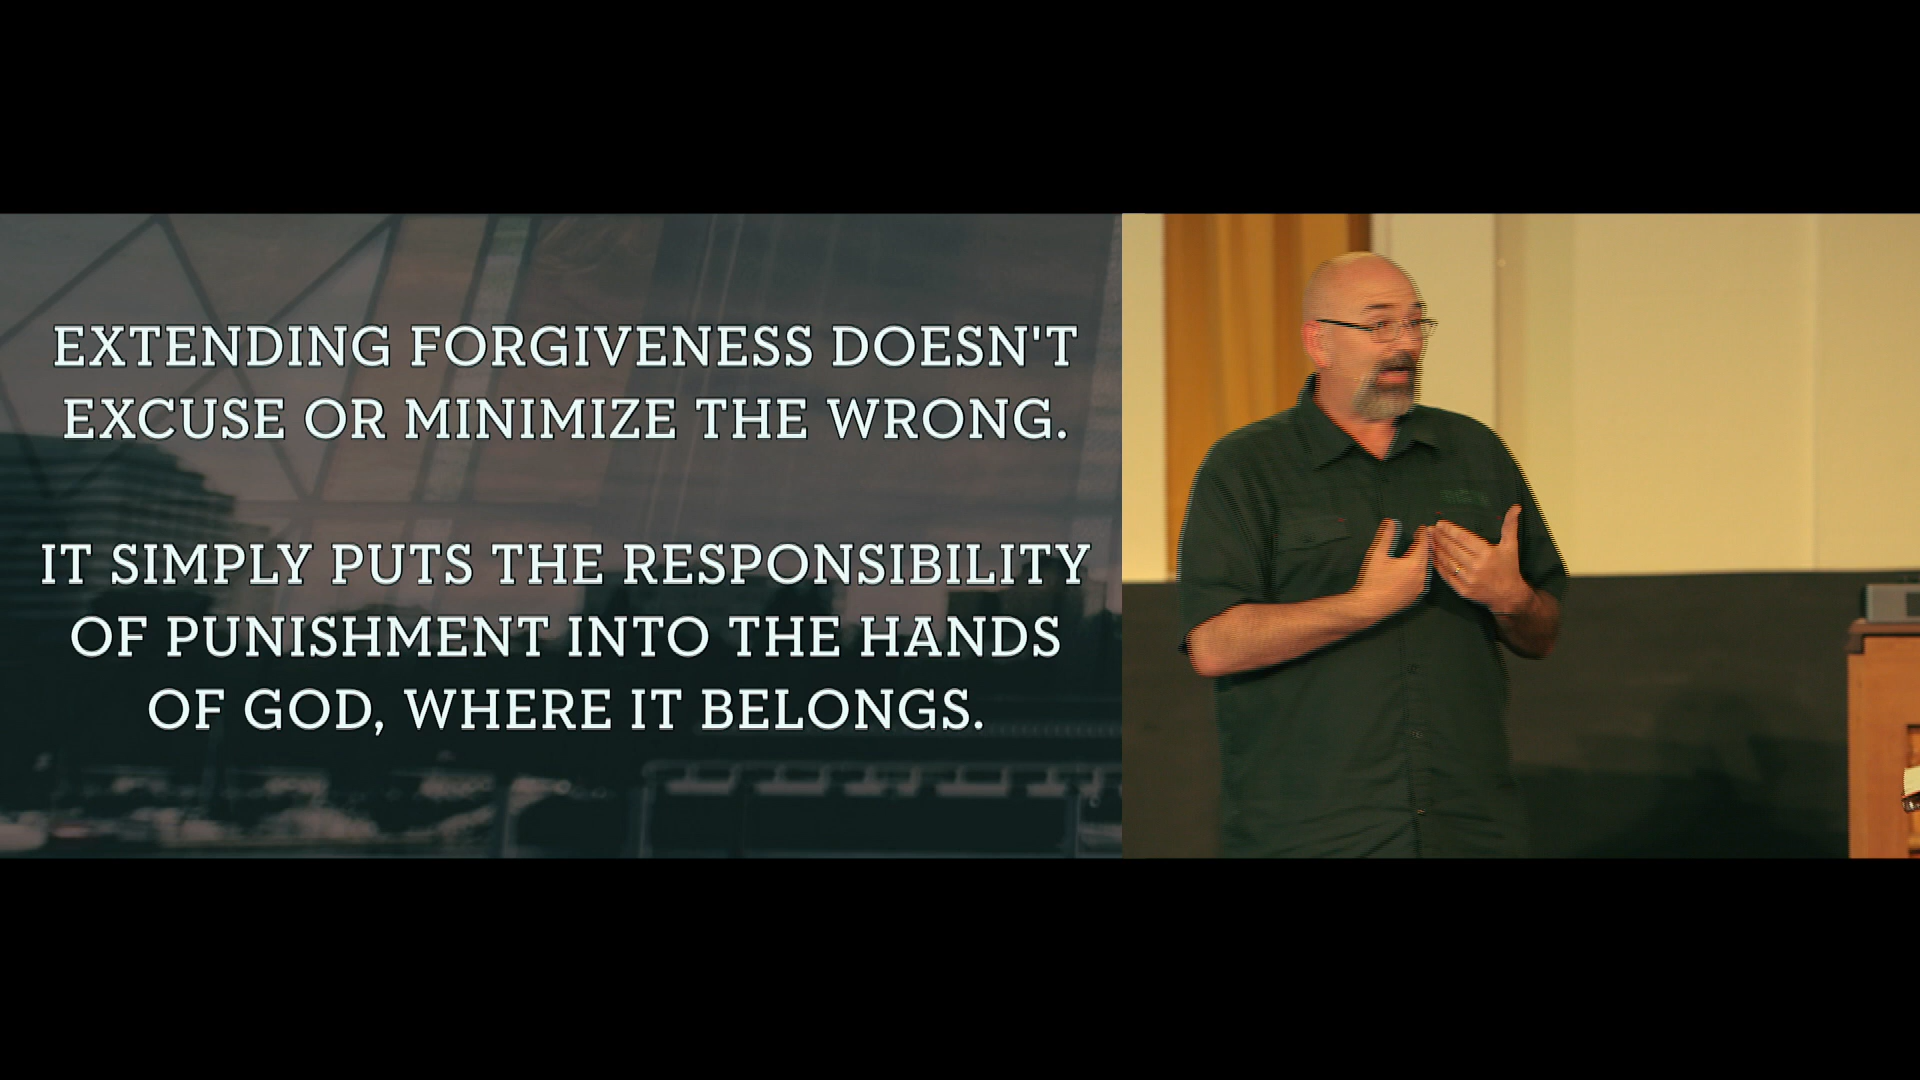 EXTENDING FORGIVENESS DOESN'T
EXCUSE OR MINIMIZE THE WRONG.
IT SIMPLY PUTS THE RESPONSIBILITY
OF PUNISHMENT INTO THE HANDS
OF GOD, WHERE IT BELONGS.